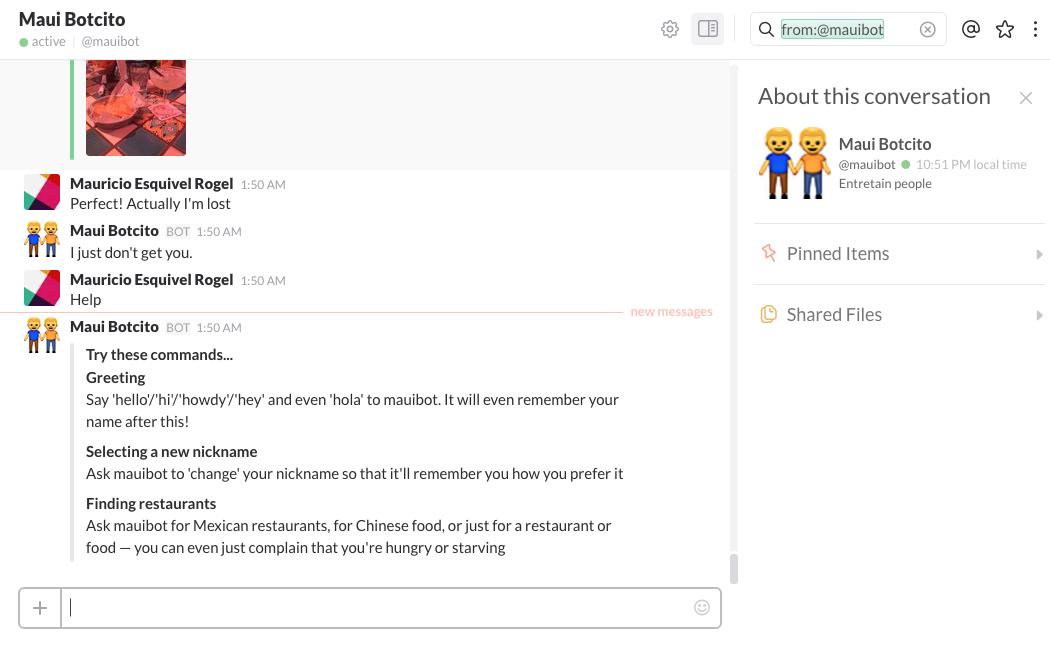 Maui Botcito
active | @mauibot
from:@mauibot
Mauricio Esquivel Rogel 1:50 AM
Perfect! Actually I'm lost
Maui Botcito BOT 1:50 AM
I just don't get you.
Mauricio Esquivel Rogel 1:50 AM
Help
new messages
Maui Botcito BOT 1:50 AM
Try these commands...
Greeting
Say 'hello'/'hi'/'howdy'/'hey' and even 'hola' to mauibot. It will even remember your
name after this!
Selecting a new nickname
Ask mauibot to 'change' your nickname so that it'll remember you how you prefer it
Finding restaurants
Ask mauibot for Mexican restaurants, for Chinese food, or just for a restaurant or
food — you can even just complain that you're hungry or starving
About this conversation
Maui Botcito
@mauibot 10:51 PM local time
Entretain people
Pinned Items
Shared Files